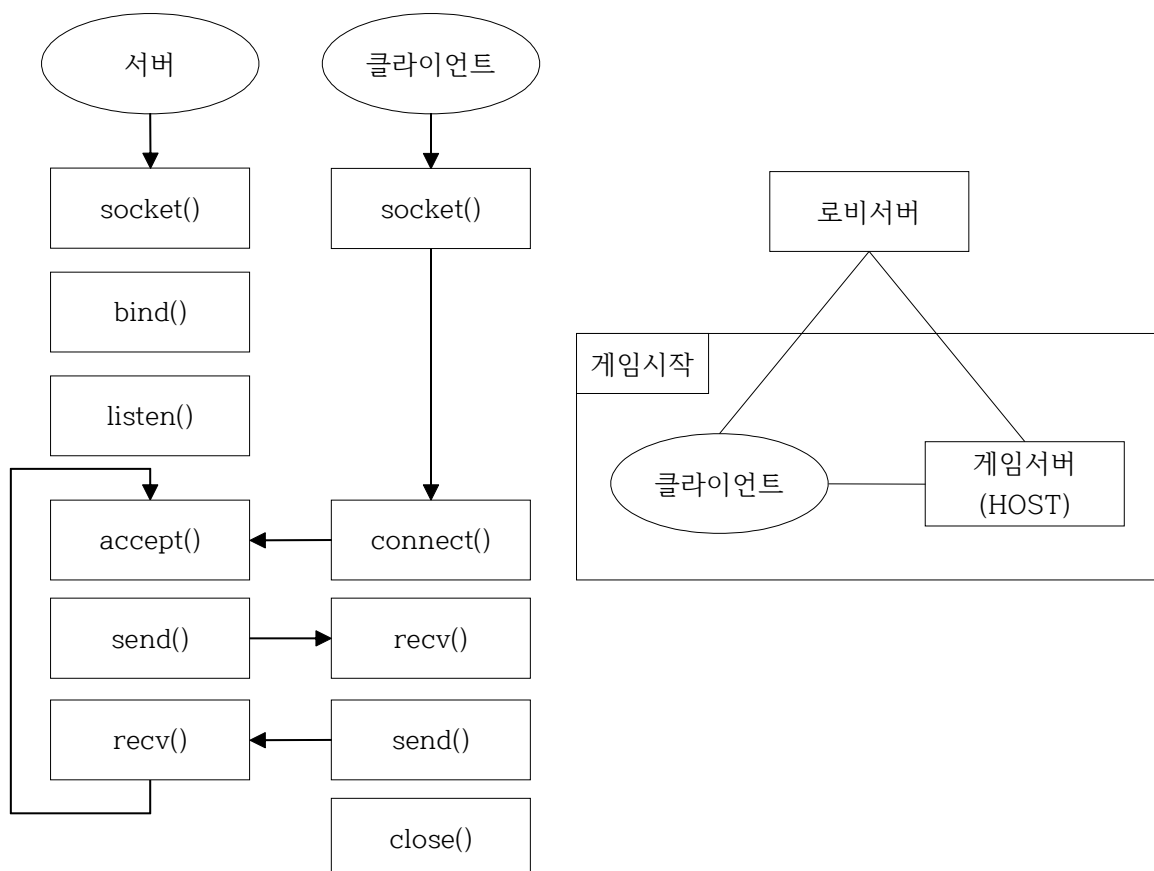 서버
클라이언트
socket()
socket()
bind()
listen()
accept()
connect()
send()
recv()
recv()
send()
close()
로비서버
게임시작
클라이언트
게임서버
(HOST)